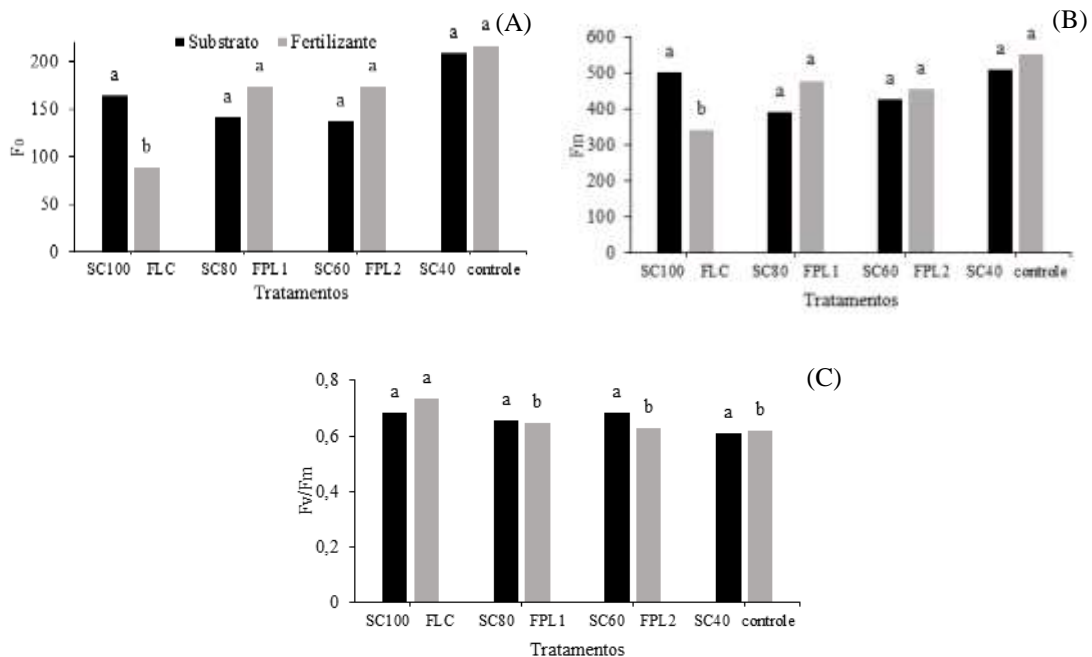 (A)
Substrato Fertilizante
200
150
100
50
0
F0
a b a a a a a a
SC100 FLC SC80 FPL1 SC60 FPL2 SC40 controle
Tratamentos
(B)
600
500
400
300
200
100
0
Fm
a b a a a a a a
SC100 FLC SC80 FPL1 SC60 FPL2 SC40 controle
Tratamentos
(C)
0,8
0,6
0,4
0,2
0
Fv/Fm
a a a b a b a b
SC100 FLC SC80 FPL1 SC60 FPL2 SC40 controle
Tratamentos